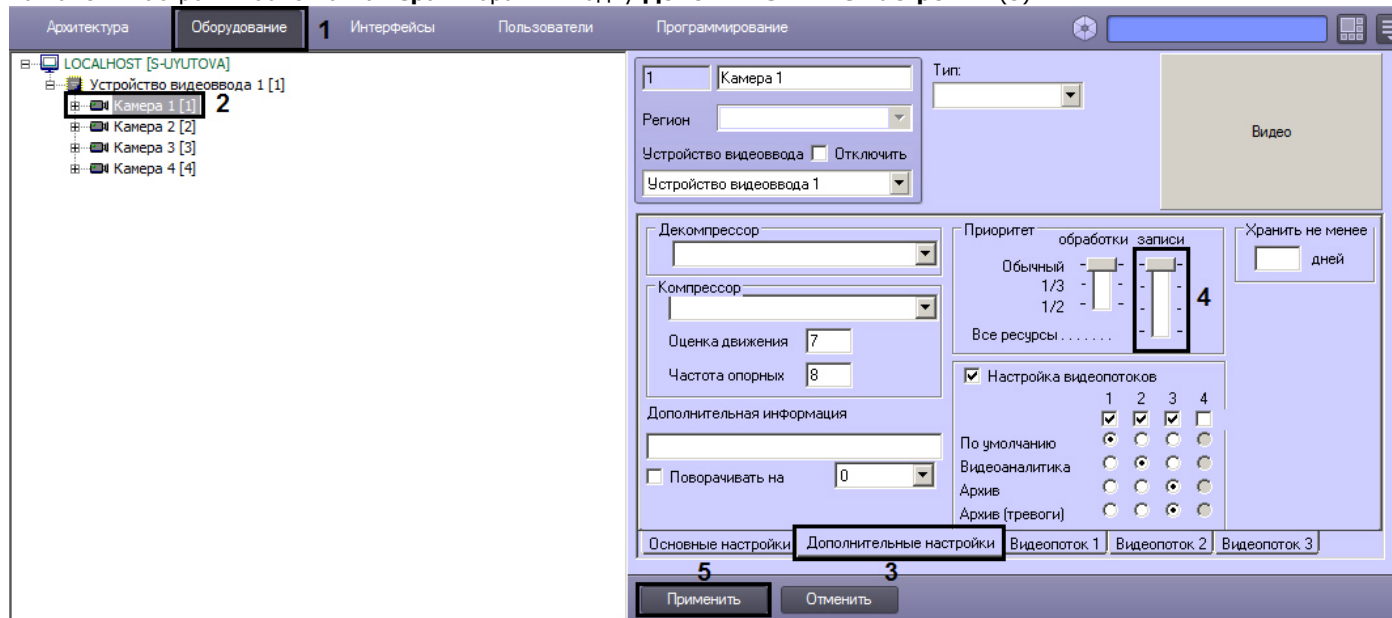 Архитектура Оборудование 1 Интерфейсы Пользователи Программирование
LOCALHOST [S-UYUTOVA]
Устройство видеоввода 1 [1]
Камера 1 [1] 2
Камера 2 [2]
Камера 3 [3]
Камера 4 [4]
1 Камера 1
Тип:
Регион
Устройство видеоввода Отключить
Устройство видеоввода 1
Видео
Декомпрессор
Компрессор
Оценка движения 7
Частота опорных 8
Дополнительная информация
Поворачивать на 0
Приоритет
обработки записи
Обычный
1/3
1/2
4
Все ресурсы . . . . . . .
Хранить не менее
дней
Настройка видеопотоков
1 2 3 4
По умолчанию
Видеоаналитика
Архив
Архив (тревоги)
Основные настройки Дополнительные настройки Видеопоток 1 Видеопоток 2 Видеопоток 3
5 3
Применить Отменить